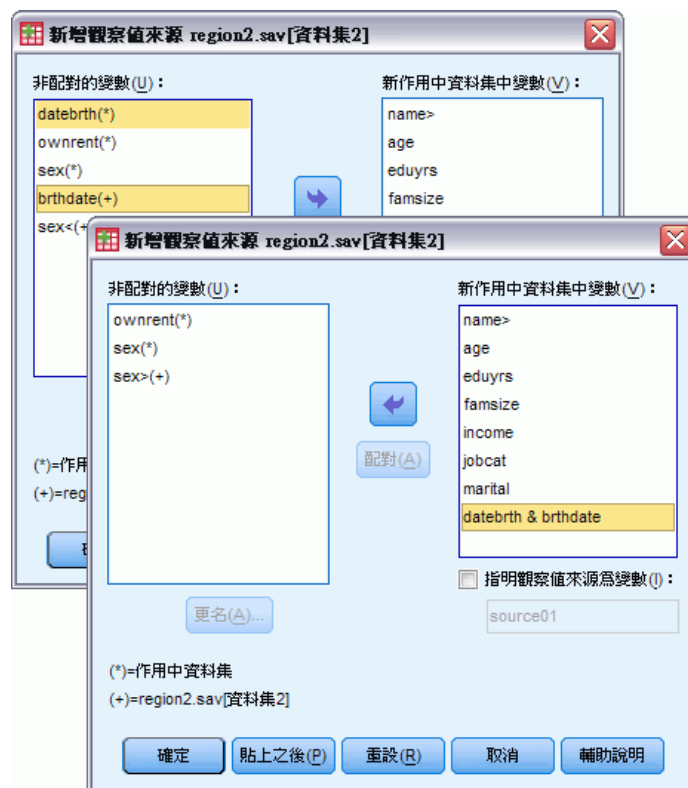 新增觀察值來源 region2.sav[資料集2]
非配對的變數(U)：
新作用中資料集中變數(V)：
datebrth(*)
ownrent(*)
sex(*)
brthdate(+)
sex<(+
name>
age
eduyrs
famsize
(*)=作用
(+)=reg
新增觀察值來源 region2.sav[資料集2]
非配對的變數(U)：
新作用中資料集中變數(V)：
ownrent(*)
sex(*)
sex>(+)
配對(A)
name>
age
eduyrs
famsize
income
jobcat
marital
datebrth & brthdate
指明觀察值來源為變數(I)：
source01
更名(A)...
(*)=作用中資料集
(+)=region2.sav[資料集2]
確定
貼上之後(P)
重設(R)
取消
輔助說明